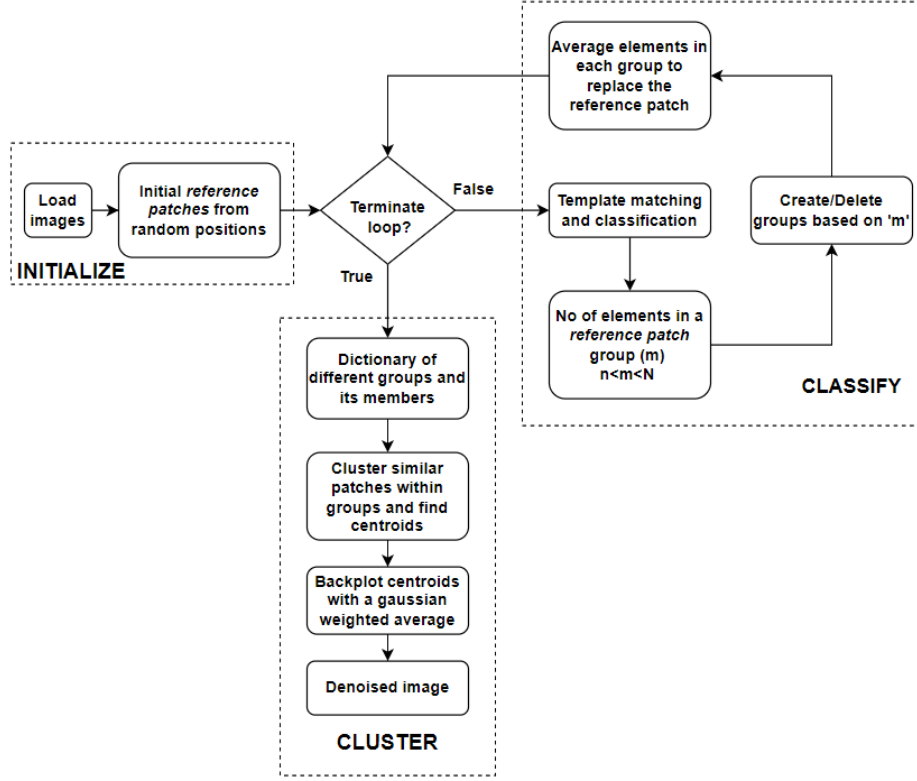 Load
images
Initial reference
patches from
random positions
INITIALIZE
Terminate
loop?
False
True
Average elements in
each group to
replace the
reference patch
Template matching
and classification
Create/Delete
groups based on 'm'
No of elements in a
reference patch
group (m)
n<m<N
CLASSIFY
Dictionary of
different groups and
its members
Cluster similar
patches within
groups and find
centroids
Backplot centroids
with a gaussian
weighted average
Denoised image
CLUSTER